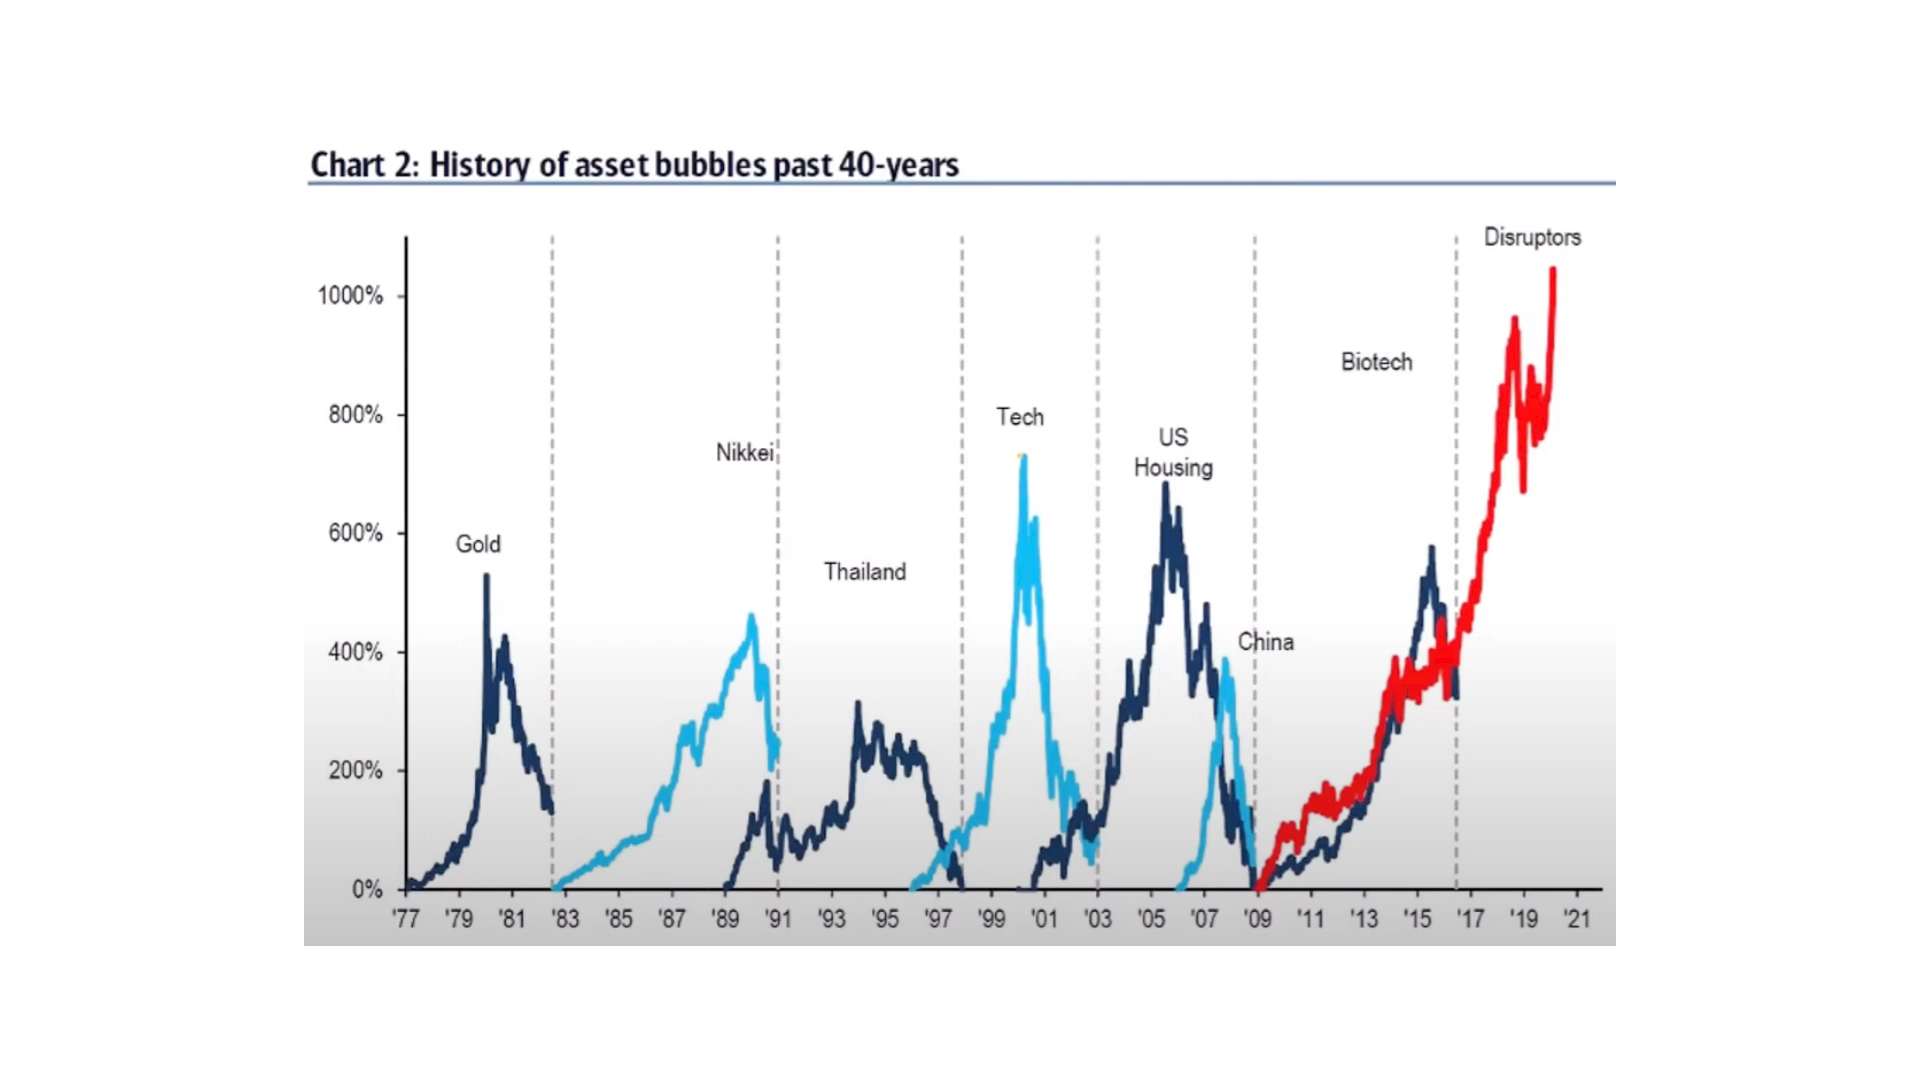 Chart 2: History of asset bubbles past 40-years
Disruptors
1000%
Biotech
800%
Tech
US
Housing
Nikkei
600%
Gold
Thailand
400%
China
200%
0%
'77 '79 '81 '83 '85 '87 '89 '91 '93 '95 '97 '99 '01 '03 '05 '07 '09 '11 '13 '15 '17 '19 '21